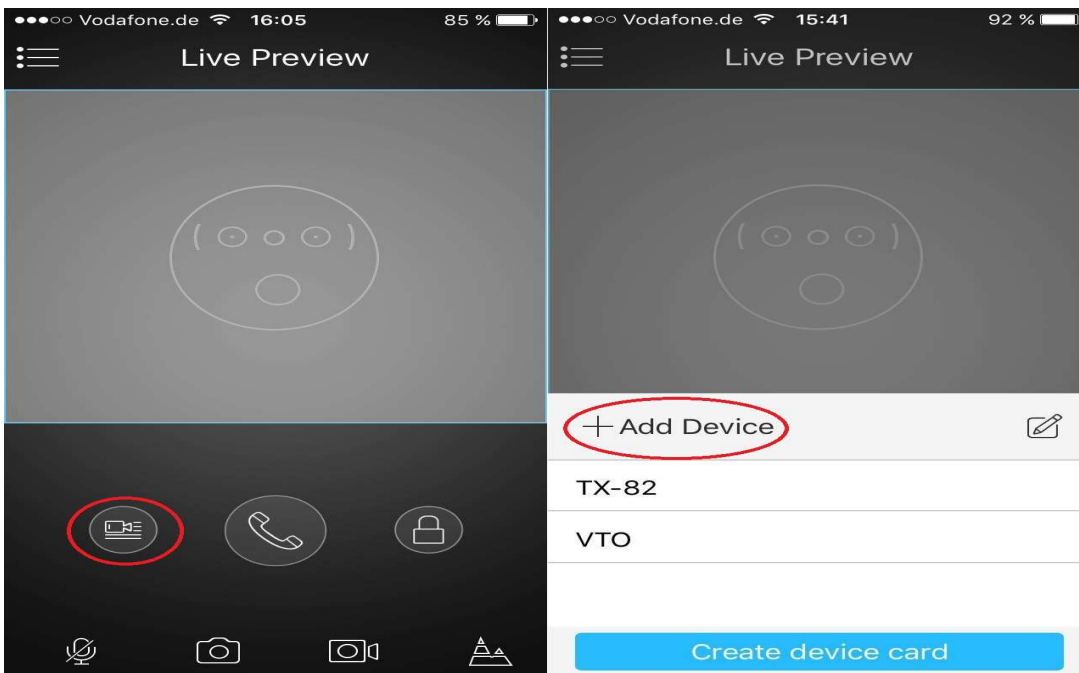 Vodafone.de 16:05 85 %
Live Preview
Vodafone.de 15:41 92 %
Live Preview
+ Add Device
TX-82
VTO
Create device card